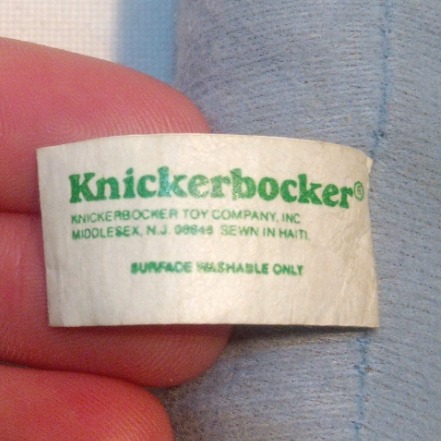 Knickerbocker®
KNICKERBOCKER TOY COMPANY, INC
MIDDLESEX, N.J. 08846 SEWN IN HAITI
SURFACE WASHABLE ONLY